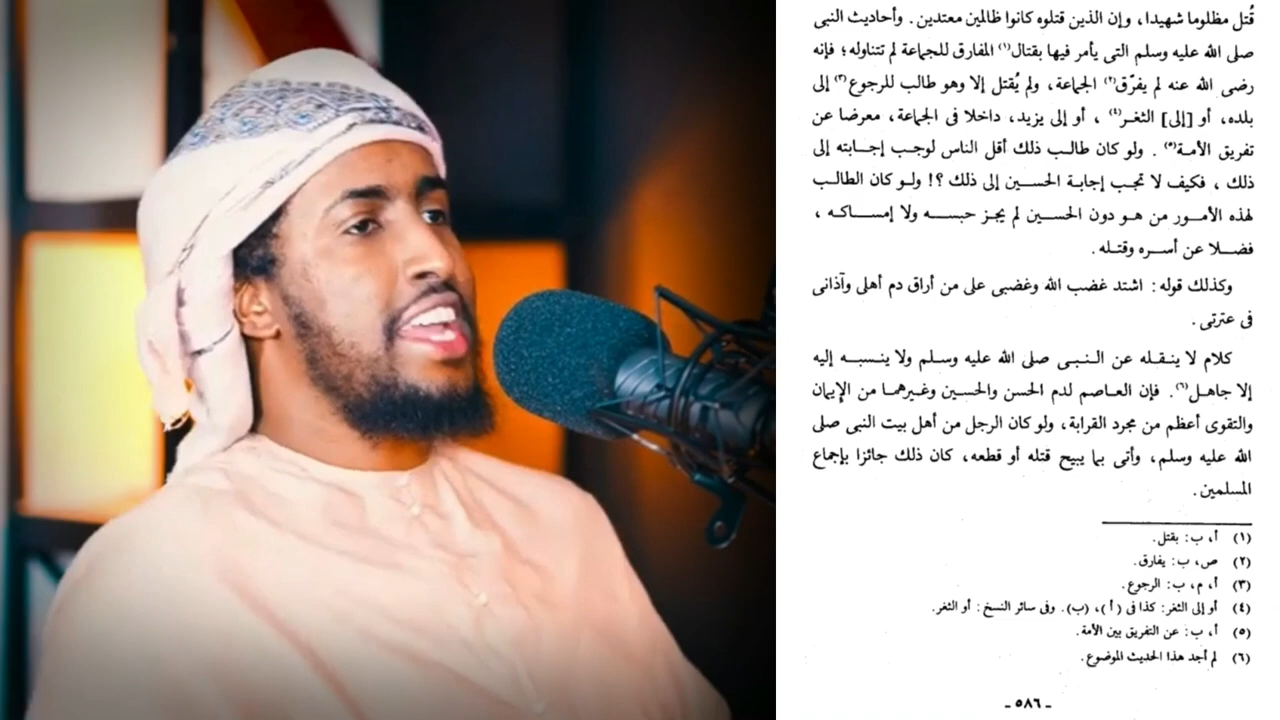 قُتل مظلوما شهيدا، وإن الذين قتلوه كانوا ظالمين معتدين. وأحاديث النبى
صلى الله عليه وسلم التى يأمر فيها بقتال(١) المفارق للجماعة لم تتناوله؛ فإنه
رضى الله عنه لم يفرّق(٢) الجماعة، ولم يُقتل إلا وهو طالب للرجوع(٣) إلى
بلده، أو [إلى] الثغر(٤) ، أو إلى يزيد، داخلا فى الجماعة، معرضا عن
تفريق الأمة(٥) . ولو كان طالب ذلك أقل الناس لوجب إجابته إلى
ذلك ، فكيف لا تجب إجابة الحسين إلى ذلك ؟! ولو كان الطالب
لهذه الأمور من هو دون الحسين لم يجز حبسه ولا إمساكه ،
فضلا عن أسره وقتله .
وكذلك قوله: اشتد غضب الله وغضبى على من أراق دم أهلى وآذانى
فى عترتى .
كلام لا ينقله عن النبى صلى الله عليه وسلم ولا ينسبه إليه
إلا جاهل(٦). فإن العاصم لدم الحسن والحسين وغيرهما من الإيمان
والتقوى أعظم من مجرد القرابة، ولو كان الرجل من أهل بيت النبى صلى
الله عليه وسلم، وأتى بما يبيح قتله أو قطعه، كان ذلك جائزا بإجماع
المسلمين.
(١) أ، ب: بقتل.
(٢) ص، ب: يفارق.
(٣) أ، م، ب: الرجوع.
(٤) أو إلى الثغر: كذا فى (أ)، (ب). وفى سائر النسخ: أو الثغر.
(٥) أ، ب: عن التفريق بين الأمة.
(٦) لم أجد هذا الحديث الموضوع.
- ٥٨٦ -